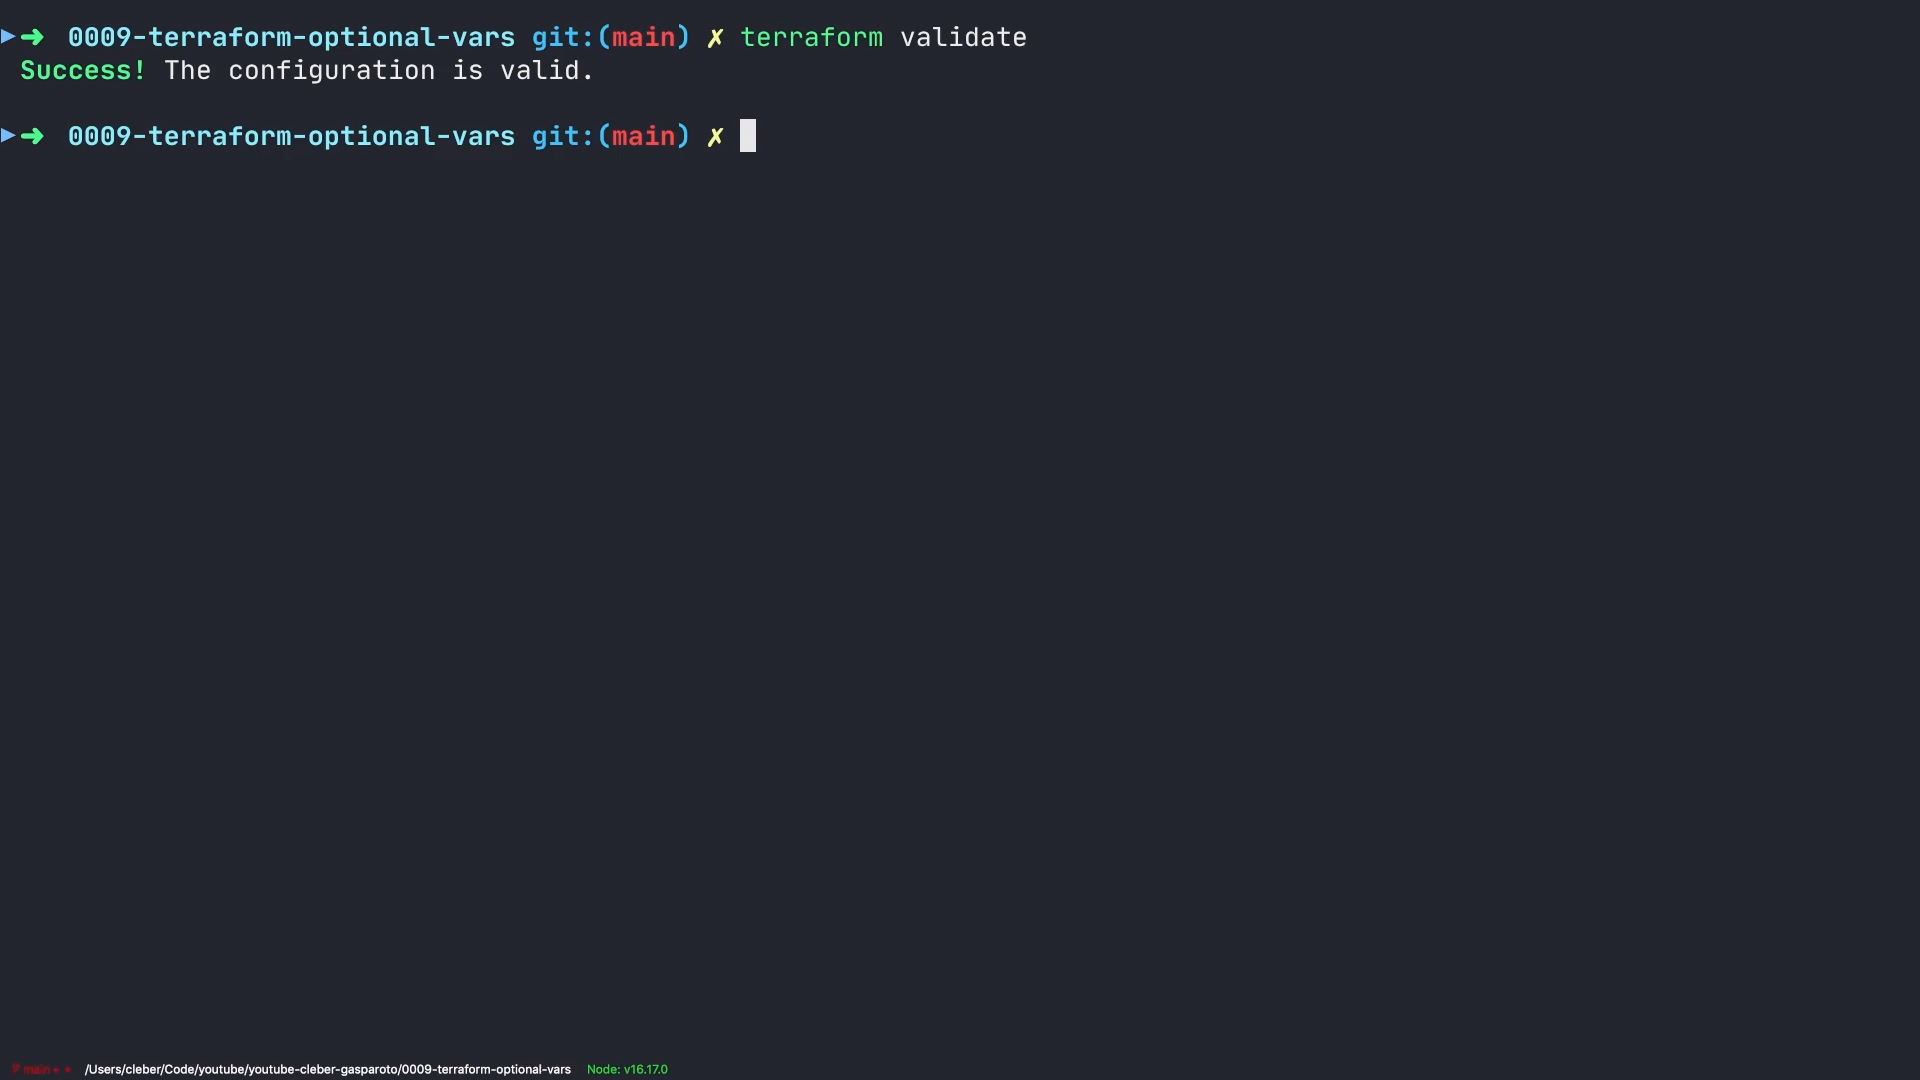 ➜ 0009-terraform-optional-vars git:(main) ✗ terraform validate
Success! The configuration is valid.
➜ 0009-terraform-optional-vars git:(main) ✗
main /Users/cleber/Code/youtube/youtube-cleber-gasparoto/0009-terraform-optional-vars Node: v16.17.0